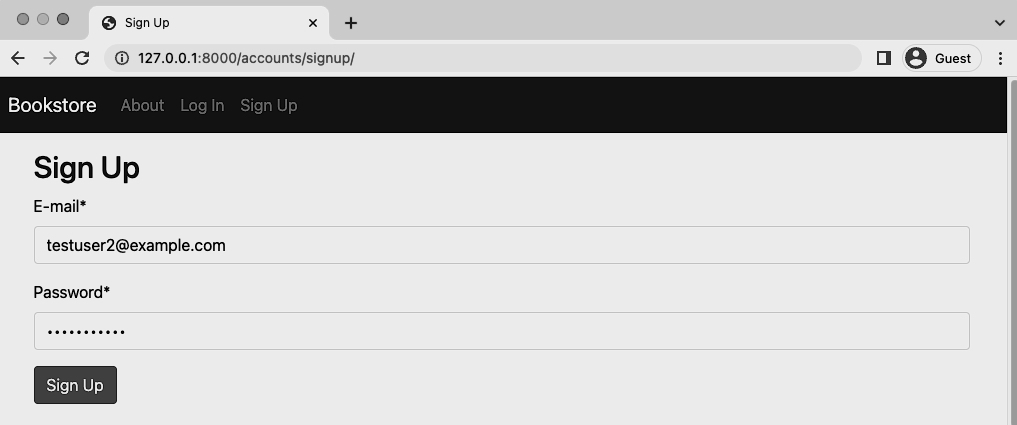 Sign Up
127.0.0.1:8000/accounts/signup/
Guest
Bookstore About Log In Sign Up
Sign Up
E-mail*
testuser2@example.com
Password*
•••••••••••
Sign Up